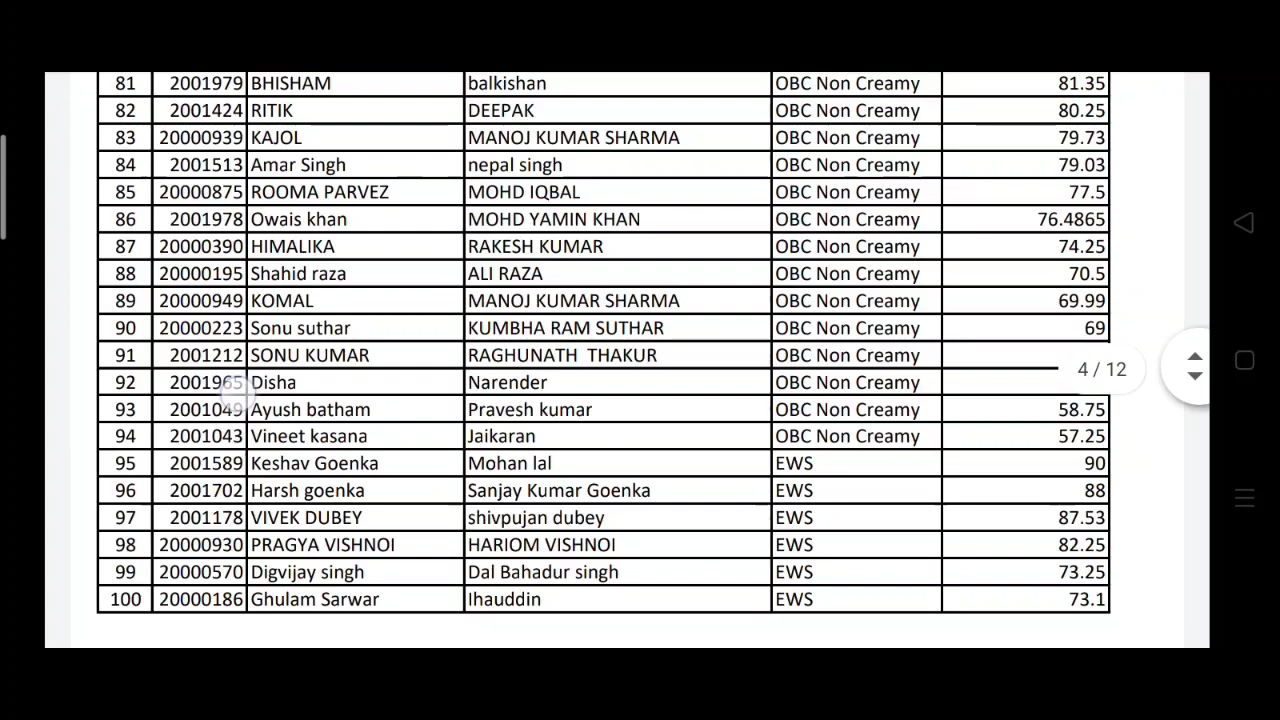 81 2001979 BHISHAM balkishan OBC Non Creamy 81.35
82 2001424 RITIK DEEPAK OBC Non Creamy 80.25
83 20000939 KAJOL MANOJ KUMAR SHARMA OBC Non Creamy 79.73
84 2001513 Amar Singh nepal singh OBC Non Creamy 79.03
85 20000875 ROOMA PARVEZ MOHD IQBAL OBC Non Creamy 77.5
86 2001978 Owais khan MOHD YAMIN KHAN OBC Non Creamy 76.4865
87 20000390 HIMALIKA RAKESH KUMAR OBC Non Creamy 74.25
88 20000195 Shahid raza ALI RAZA OBC Non Creamy 70.5
89 20000949 KOMAL MANOJ KUMAR SHARMA OBC Non Creamy 69.99
90 20000223 Sonu suthar KUMBHA RAM SUTHAR OBC Non Creamy 69
91 2001212 SONU KUMAR RAGHUNATH THAKUR OBC Non Creamy
4 / 12
92 2001965 Disha Narender OBC Non Creamy
93 2001049 Ayush batham Pravesh kumar OBC Non Creamy 58.75
94 2001043 Vineet kasana Jaikaran OBC Non Creamy 57.25
95 2001589 Keshav Goenka Mohan lal EWS 90
96 2001702 Harsh goenka Sanjay Kumar Goenka EWS 88
97 2001178 VIVEK DUBEY shivpujan dubey EWS 87.53
98 20000930 PRAGYA VISHNOI HARIOM VISHNOI EWS 82.25
99 20000570 Digvijay singh Dal Bahadur singh EWS 73.25
100 20000186 Ghulam Sarwar Ihauddin EWS 73.1